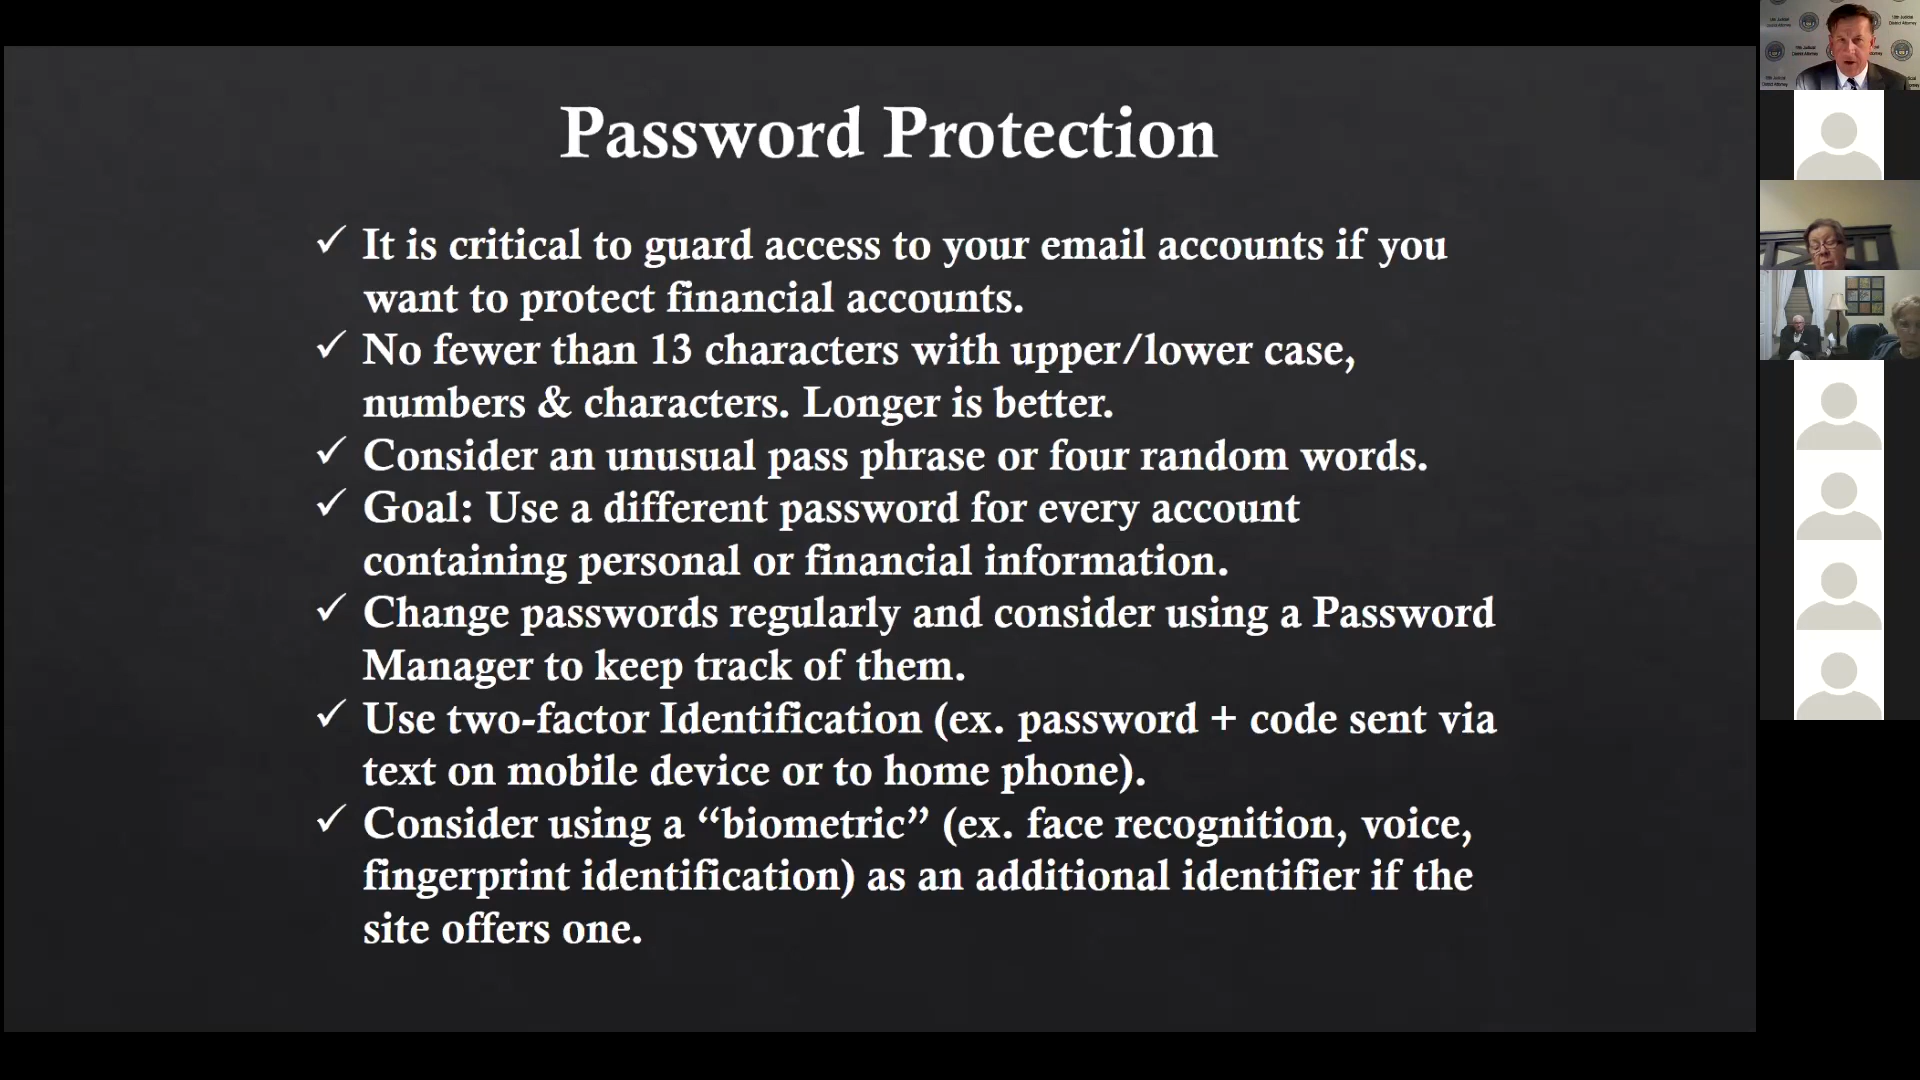 Password Protection
✓ It is critical to guard access to your email accounts if you
want to protect financial accounts.
✓ No fewer than 13 characters with upper/lower case,
numbers & characters. Longer is better.
✓ Consider an unusual pass phrase or four random words.
✓ Goal: Use a different password for every account
containing personal or financial information.
✓ Change passwords regularly and consider using a Password
Manager to keep track of them.
✓ Use two-factor Identification (ex. password + code sent via
text on mobile device or to home phone).
✓ Consider using a “biometric” (ex. face recognition, voice,
fingerprint identification) as an additional identifier if the
site offers one.